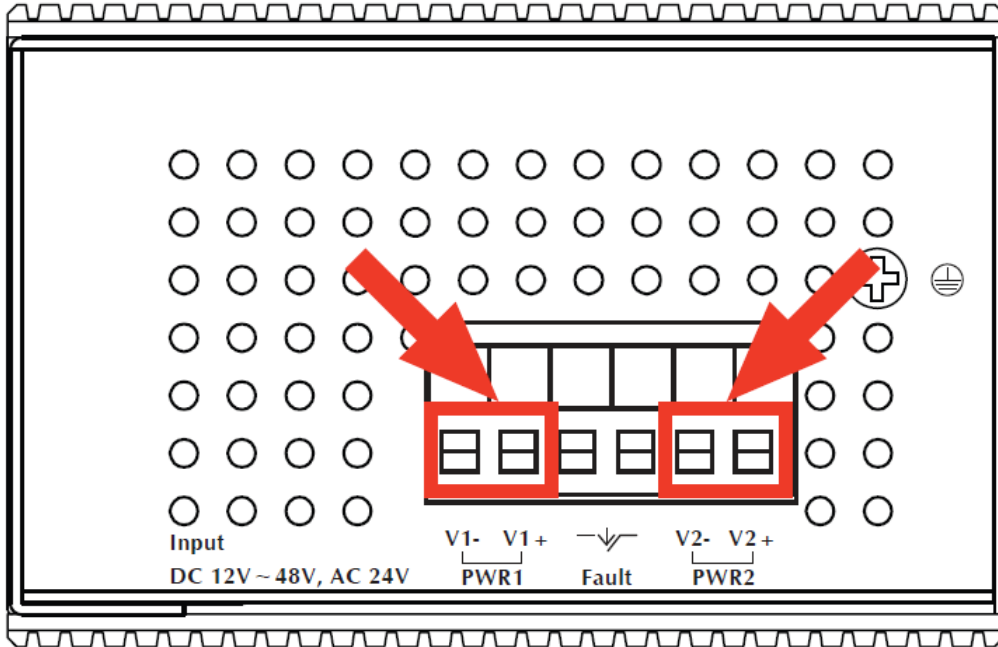 Input
DC 12V ~ 48V, AC 24V
V1- V1+ V2- V2+
PWR1 Fault PWR2